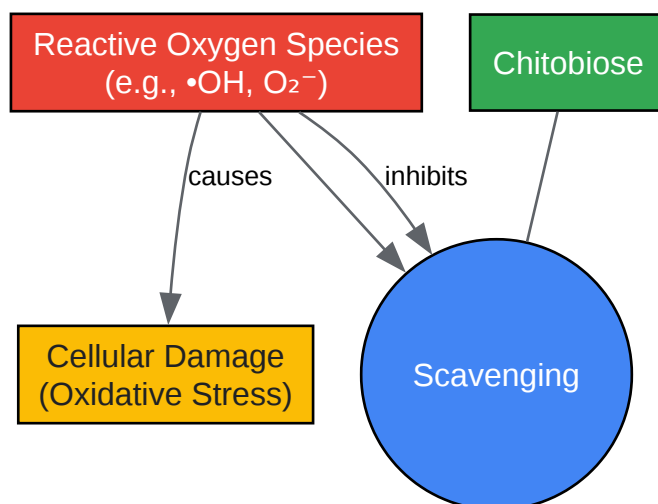 Reactive Oxygen Species
(e.g., •OH, O₂⁻)
Chitobiose
causes
inhibits
Cellular Damage
(Oxidative Stress)
Scavenging